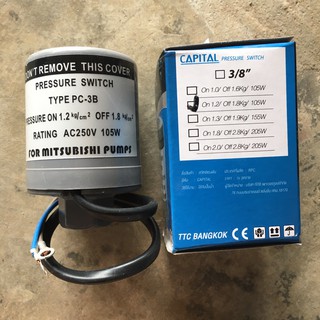 DON'T REMOVE THIS COVER
PRESSURE SWITCH
TYPE PC-3B
PRESSURE ON 1.2 kg/cm² OFF 1.8 kg/cm²
RATING AC250V 105W
FOR MITSUBISHI PUMPS
CAPITAL PRESSURE SWITCH
3/8"
On 1.0/ Off 1.6Kg/ 105W
On 1.2/ Off 1.8Kg/ 105W
On 1.3/ Off 1.9Kg/ 155W
On 1.8/ Off 2.8Kg/ 205W
On 2.0/ Off 2.8Kg/ 205W
TTC BANGKOK